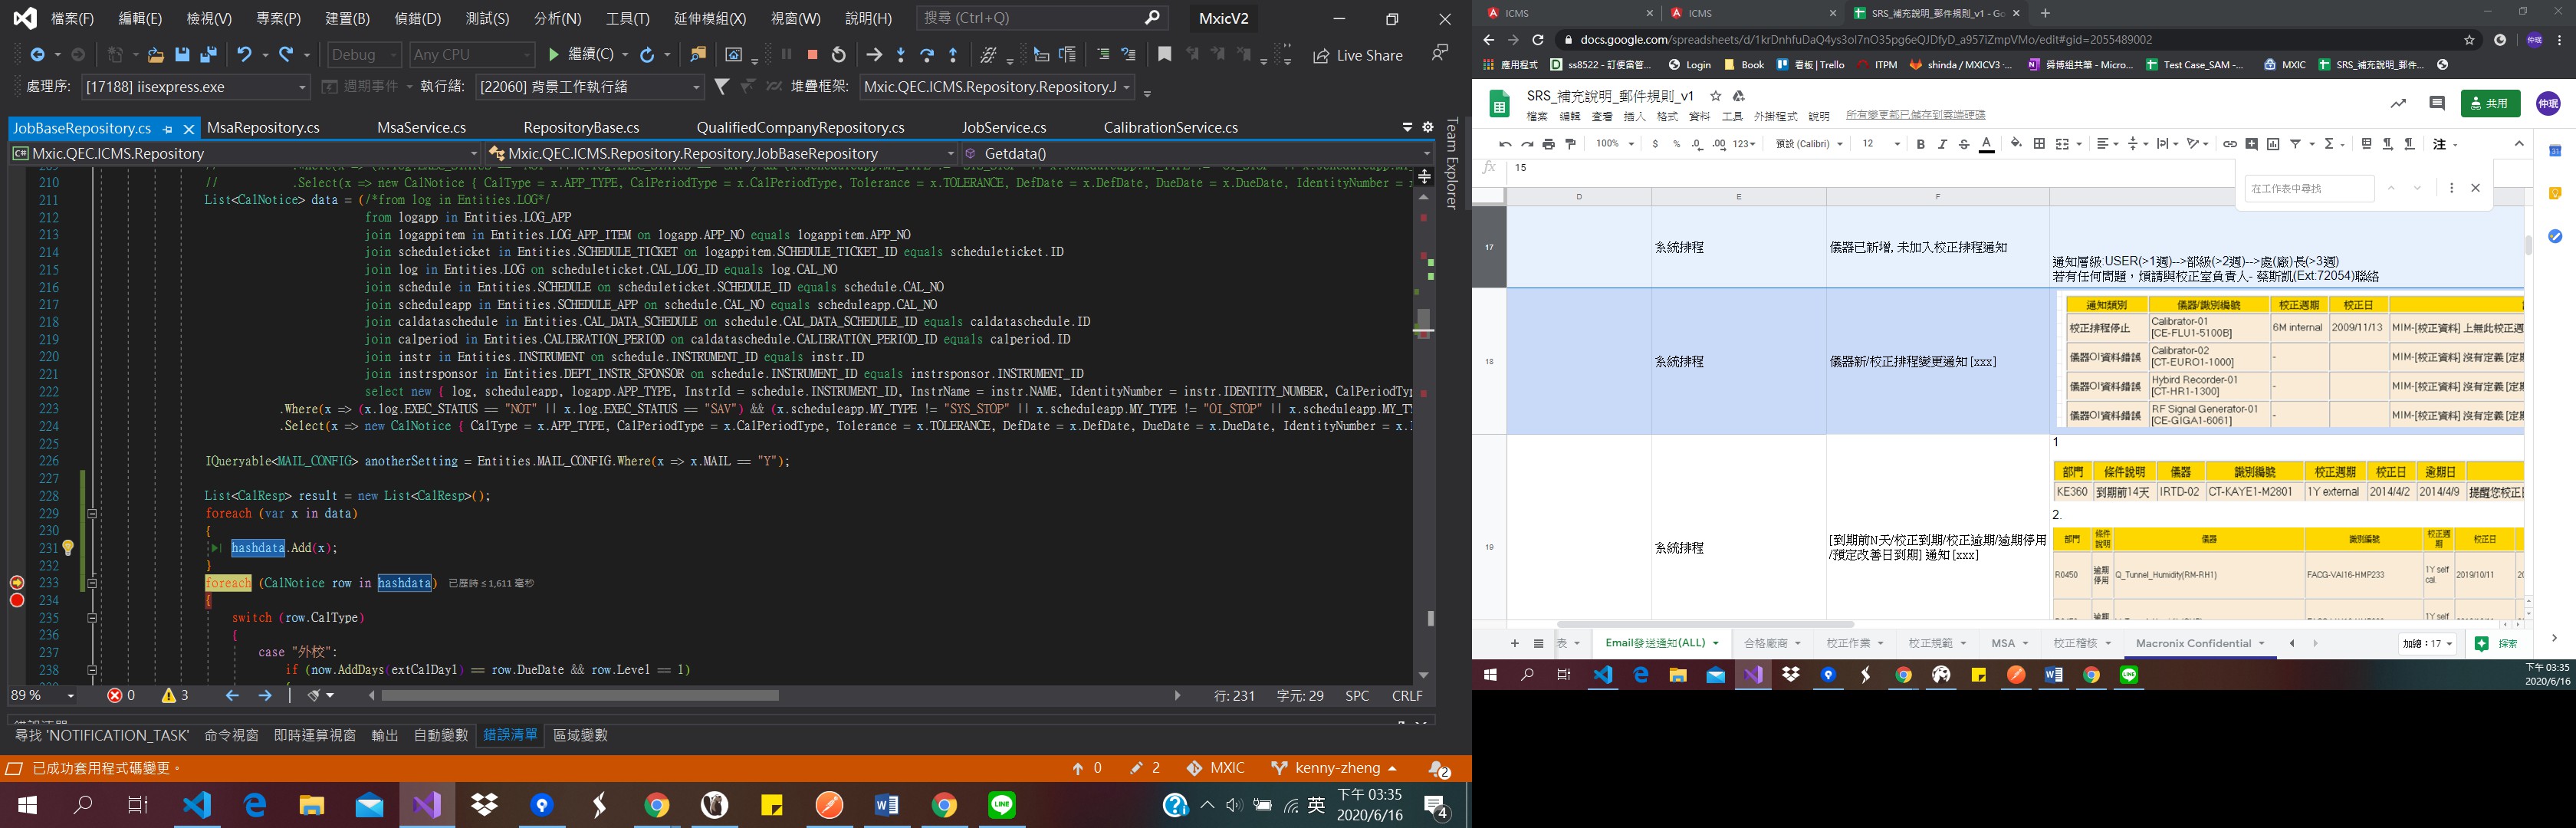 檔案(F) 編輯(E) 檢視(V) 專案(P) 建置(B) 偵錯(D) 測試(S) 分析(N) 工具(T) 延伸模組(X) 視窗(W) 說明(H) 搜尋 (Ctrl+Q) MxicV2
Debug Any CPU 繼續(C) Live Share
處理序: [17188] iisexpress.exe 週期事件 執行緒: [22060] 背景工作執行緒 堆疊框架: Mxic.QEC.ICMS.Repository.Repository.J
JobBaseRepository.cs MsaRepository.cs MsaService.cs RepositoryBase.cs QualifiedCompanyRepository.cs JobService.cs CalibrationService.cs
Team Explorer
Mxic.QEC.ICMS.Repository Mxic.QEC.ICMS.Repository.Repository.JobBaseRepository Getdata()
210 // .Select(x => new CalNotice { CalType = x.APP_TYPE, CalPeriodType = x.CalPeriodType, Tolerance = x.TOLERANCE, DefDate = x.DefDate, DueDate = x.DueDate, IdentityNumber = x
211 List<CalNotice> data = (/*from log in Entities.LOG*/
212 from logapp in Entities.LOG_APP
213 join logappitem in Entities.LOG_APP_ITEM on logapp.APP_NO equals logappitem.APP_NO
214 join scheduleticket in Entities.SCHEDULE_TICKET on logappitem.SCHEDULE_TICKET_ID equals scheduleticket.ID
215 join log in Entities.LOG on scheduleticket.CAL_LOG_ID equals log.CAL_NO
216 join schedule in Entities.SCHEDULE on scheduleticket.SCHEDULE_ID equals schedule.CAL_NO
217 join scheduleapp in Entities.SCHEDULE_APP on schedule.CAL_NO equals scheduleapp.CAL_NO
218 join caldataschedule in Entities.CAL_DATA_SCHEDULE on schedule.CAL_DATA_SCHEDULE_ID equals caldataschedule.ID
219 join calperiod in Entities.CALIBRATION_PERIOD on caldataschedule.CALIBRATION_PERIOD_ID equals calperiod.ID
220 join instr in Entities.INSTRUMENT on schedule.INSTRUMENT_ID equals instr.ID
221 join instrsponsor in Entities.DEPT_INSTR_SPONSOR on schedule.INSTRUMENT_ID equals instrsponsor.INSTRUMENT_ID
222 select new { log, scheduleapp, logapp.APP_TYPE, InstrId = schedule.INSTRUMENT_ID, InstrName = instr.NAME, IdentityNumber = instr.IDENTITY_NUMBER, CalPeriodTyp
223 .Where(x => (x.log.EXEC_STATUS == "NOT" || x.log.EXEC_STATUS == "SAV") && (x.scheduleapp.MY_TYPE != "SYS_STOP" || x.scheduleapp.MY_TYPE != "OI_STOP" || x.scheduleapp.MY_TY
224 .Select(x => new CalNotice { CalType = x.APP_TYPE, CalPeriodType = x.CalPeriodType, Tolerance = x.TOLERANCE, DefDate = x.DefDate, DueDate = x.DueDate, IdentityNumber = x.
225
226 IQueryable<MAIL_CONFIG> anotherSetting = Entities.MAIL_CONFIG.Where(x => x.MAIL == "Y");
227
228 List<CalResp> result = new List<CalResp>();
229 foreach (var x in data)
230 {
231 hashdata.Add(x);
232 }
233 foreach (CalNotice row in hashdata) 已歷時 ≤ 1,611 毫秒
234 {
235 switch (row.CalType)
236 {
237 case "外校":
238 if (now.AddDays(extCalDay1) == row.DueDate && row.Level == 1)
89 % 0 3 行: 231 字元: 29 SPC CRLF
尋找 'NOTIFICATION_TASK' 命令視窗 即時運算視窗 輸出 自動變數 錯誤清單 區域變數
已成功套用程式碼變更。 0 2 MXIC kenny-zheng 2
英 下午 03:35
2020/6/16 4
ICMS ICMS SRS_補充說明_郵件規則_v1 - Go
docs.google.com/spreadsheets/d/1krDnhfuDaQ4ys3ol7nO35pg6eQJDfyD_a957iZmpVMo/edit#gid=2055489002 仲珉
應用程式 ss8522 - 訂便當管... Login Book 看板 | Trello ITPM shinda / MXICV3 ·... 舜博組共筆 - Micro... Test Case_SAM -... MXIC SRS_補充說明_郵件...
SRS_補充說明_郵件規則_v1 共用 仲珉
檔案 編輯 查看 插入 格式 資料 工具 外掛程式 說明 所有變更都已儲存到雲端硬碟
100% $ % .0 .00 123 預設 (Calibri) 12 B I S A 注
fx 15
在工作表中尋找
D E F
17 系統排程 儀器已新增, 未加入校正排程通知
通知層級:USER(>1週)--->部級(>2週)-->處(廠)長(>3週)
若有任何問題，煩請與校正室負責人- 蔡斯凱(Ext:72054)聯絡
18 系統排程 儀器新/校正排程變更通知 [xxx]
通知類別 儀器/識別編號 校正週期 校正日
校正排程停止 Calibrator-01 [CE-FLU1-5100B] 6M internal 2009/11/13 MIM-[校正資料] 上無此校正週
儀器OI資料錯誤 Calibrator-02 [CT-EURO1-1000] - MIM-[校正資料] 沒有定義 [定期
儀器OI資料錯誤 Hybird Recorder-01 [CT-HR1-1300] - MIM-[校正資料] 沒有定義 [定期
儀器OI資料錯誤 RF Signal Generator-01 [CE-GIGA1-6061] - MIM-[校正資料] 沒有定義 [定期
19 系統排程 [到期前N天/校正到期/校正逾期/逾期停用
/預定改善日到期] 通知 [xxx]
1
部門 條件說明 儀器 識別編號 校正週期 校正日 逾期日
KE360 到期前14天 IRTD-02 CT-KAYE1-M2801 1Y external 2014/4/2 2014/4/9 提醒您校正
2.
部門 條件說明 儀器 識別編號 校正週期 校正日
R0450 逾期停用 Q_Tunnel_Humidity(RM-RH1) FACG-VAI16-HMP233 1Y self cal. 2019/10/11
表 Email發送通知(ALL) 合格廠商 校正作業 校正規範 MSA 校正稽核 Macronix Confidential 加總：17 探索
下午 03:35
2020/6/16